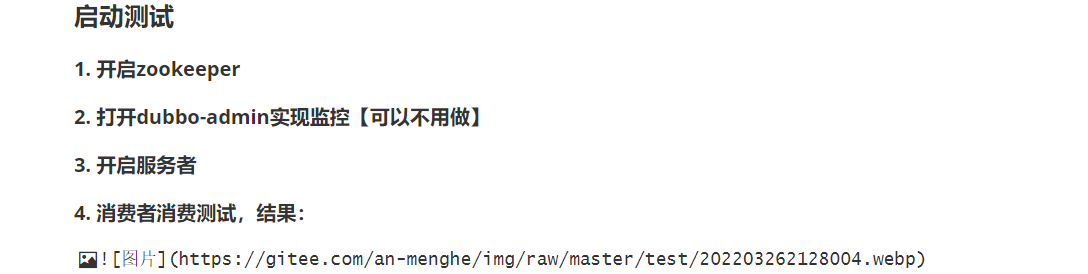 启动测试
1. 开启zookeeper
2. 打开dubbo-admin实现监控【可以不用做】
3. 开启服务者
4. 消费者消费测试，结果：
![图片](https://gitee.com/an-menghe/img/raw/master/test/202203262128004.webp)